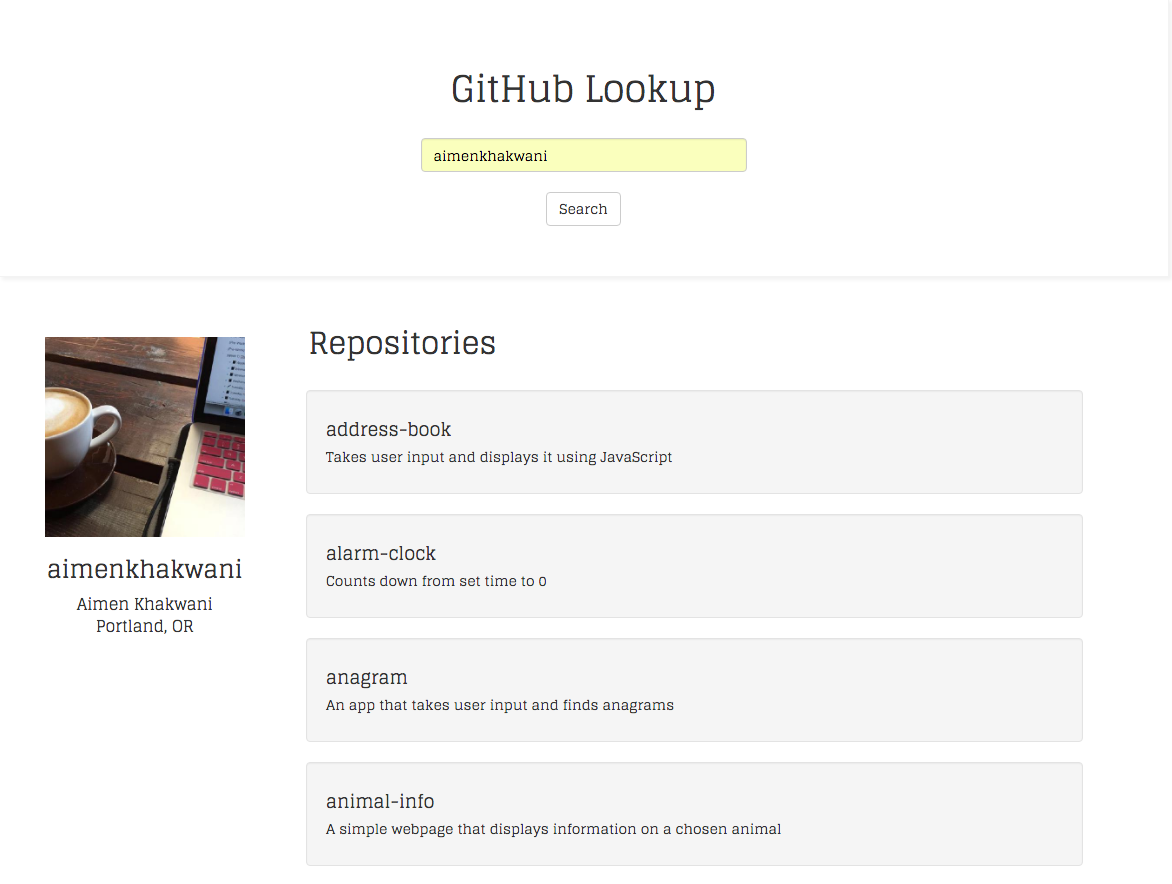 GitHub Lookup
aimenkhakwani
Search
aimenkhakwani
Aimen Khakwani
Portland, OR
Repositories
address-book
Takes user input and displays it using JavaScript
alarm-clock
Counts down from set time to 0
anagram
An app that takes user input and finds anagrams
animal-info
A simple webpage that displays information on a chosen animal